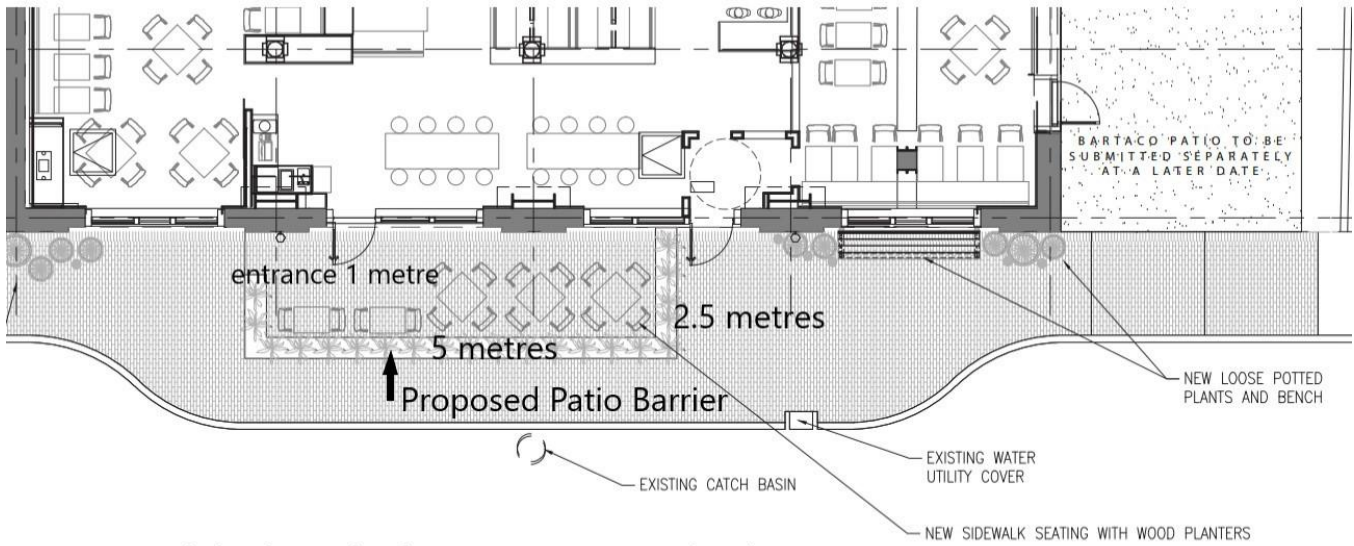 BARTACO PATIO TO BE
SUBMITTED SEPARATELY
AT A LATER DATE
entrance 1 metre
2.5 metres
5 metres
Proposed Patio Barrier
NEW LOOSE POTTED
PLANTS AND BENCH
EXISTING WATER
UTILITY COVER
EXISTING CATCH BASIN
NEW SIDEWALK SEATING WITH WOOD PLANTERS